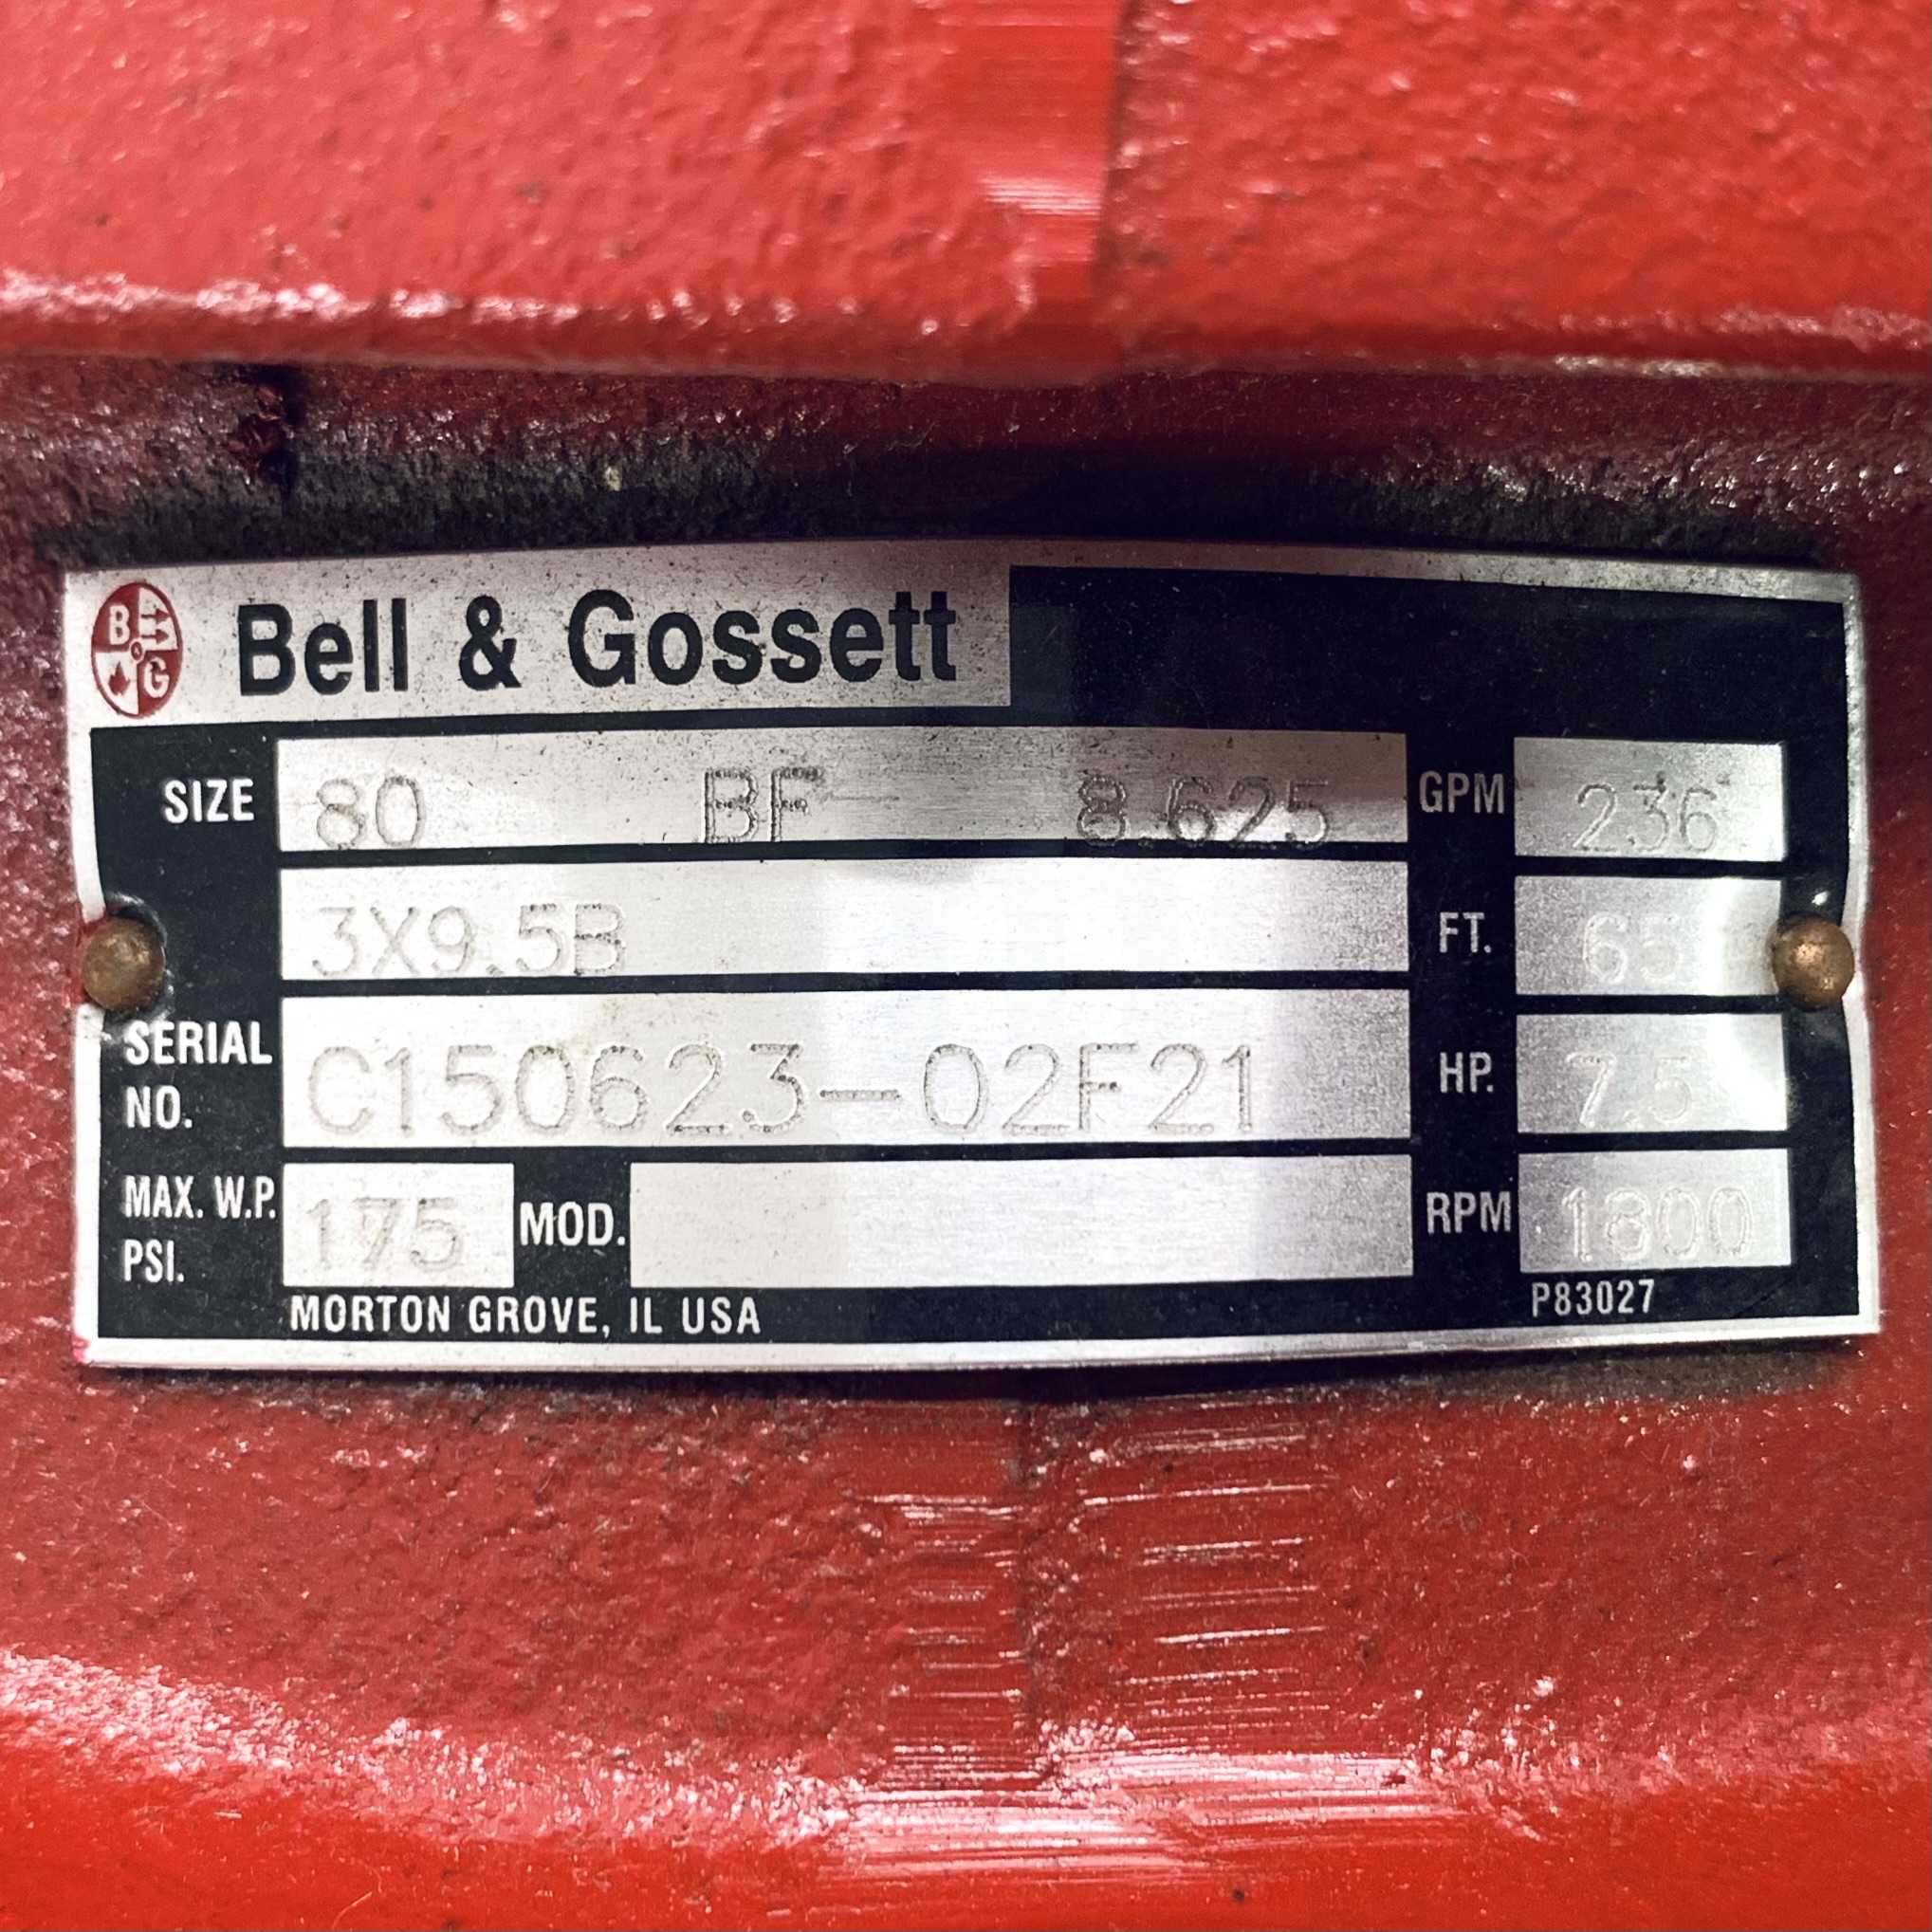 B G Bell & Gossett
SIZE 80 BF 8.625 GPM 236
3X9.5B FT. 65
SERIAL NO. C150623-02F21 HP. 7.5
MAX. W.P. PSI. 175 MOD. RPM 1800
MORTON GROVE, IL USA P83027